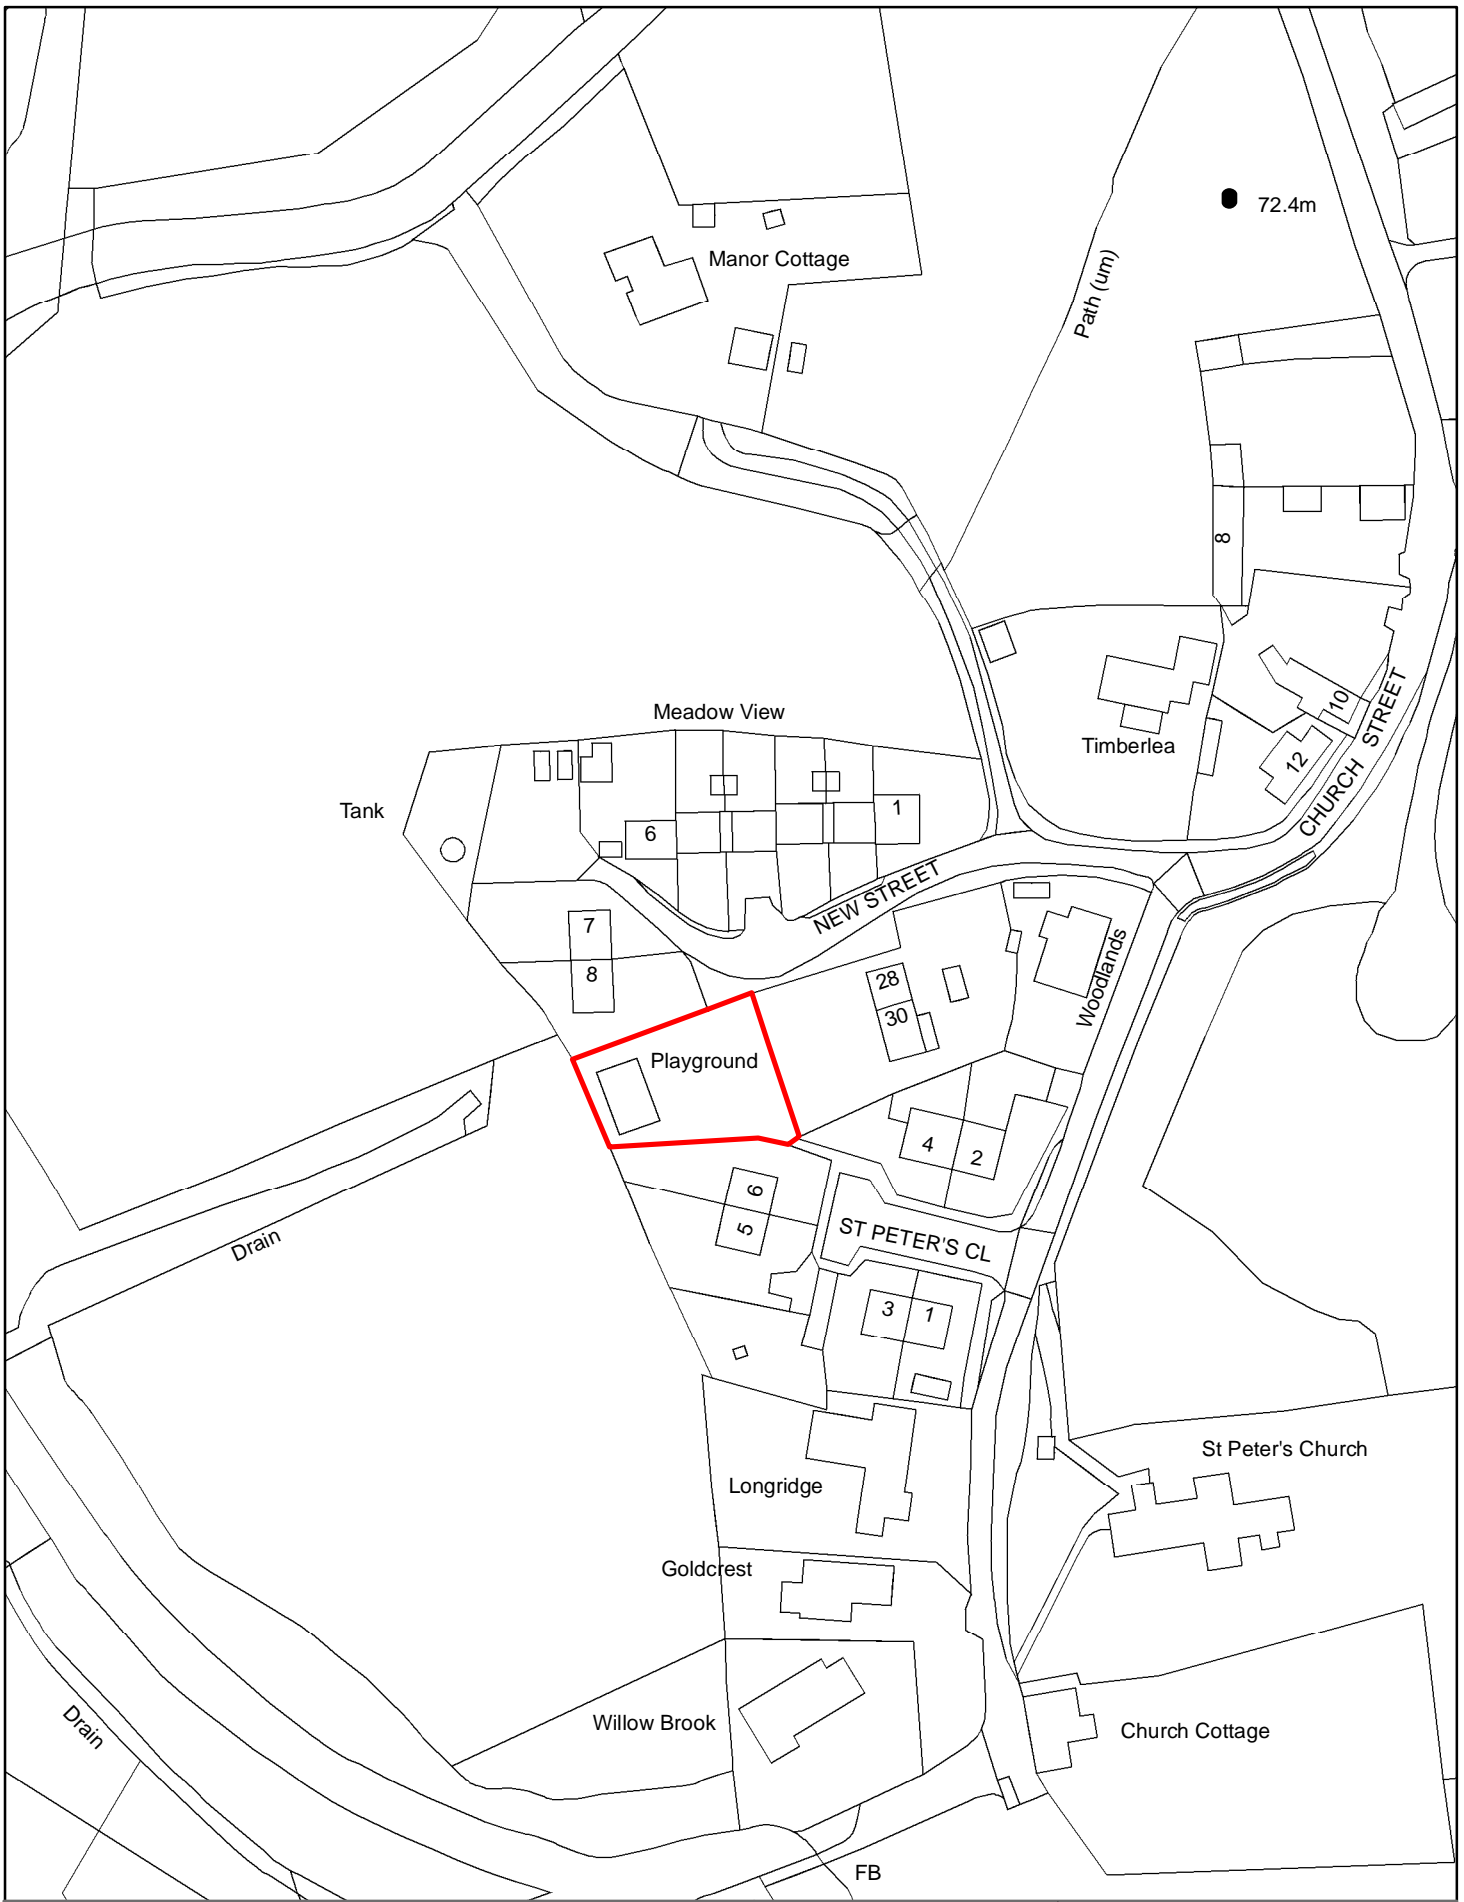 72.4m
Manor Cottage
Path (um)
8
Meadow View
10
CHURCH STREET
Timberlea
12
Tank
1
6
NEW STREET
7
8
Woodlands
28
30
Playground
4
2
6
5
ST PETER'S CL
Drain
3
1
St Peter's Church
Longridge
Goldcrest
Drain
Willow Brook
Church Cottage
FB